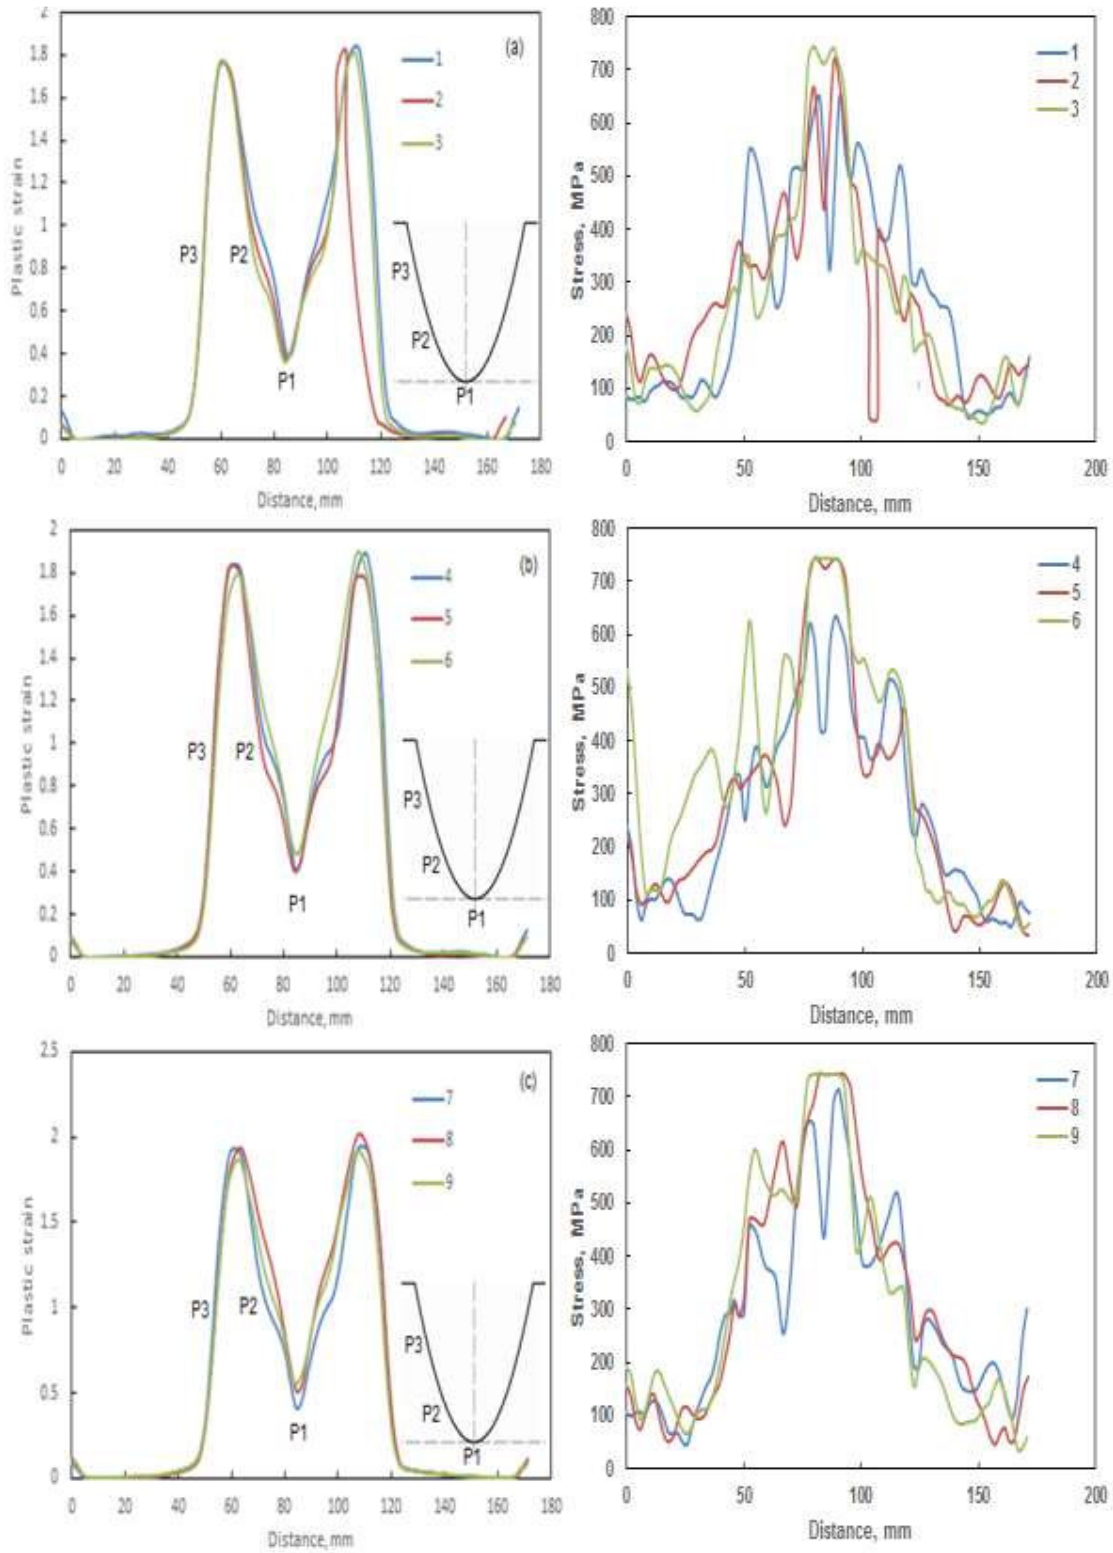 2
1.8
1.6
1.4
1.2
1
0.8
0.6
0.4
0.2
0
Plastic strain
(a)
1
2
3
P3
P2
P1
P3
P2
P1
0 20 40 60 80 100 120 140 160 180
Distance, mm
800
700
600
500
400
300
200
100
0
Stress, MPa
1
2
3
0 50 100 150 200
Distance, mm
2
1.8
1.6
1.4
1.2
1
0.8
0.6
0.4
0.2
0
Plastic strain
(b)
4
5
6
P3
P2
P1
P3
P2
P1
0 20 40 60 80 100 120 140 160 180
Distance, mm
800
700
600
500
400
300
200
100
0
Stress, MPa
4
5
6
0 50 100 150 200
Distance, mm
2.5
2
1.5
1
0.5
0
Plastic strain
(c)
7
8
9
P3
P2
P1
P3
P2
P1
0 20 40 60 80 100 120 140 160 180
Distance, mm
800
700
600
500
400
300
200
100
0
Stress, MPa
7
8
9
0 50 100 150 200
Distance, mm